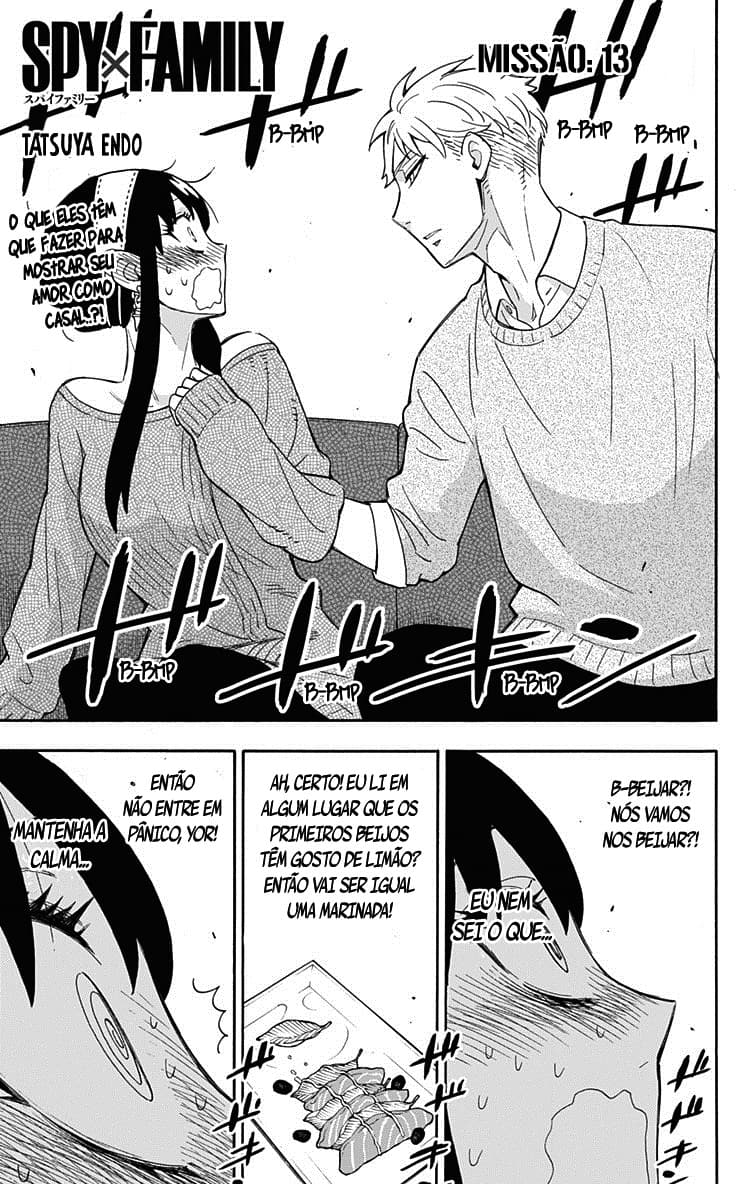 SPY×FAMILY
スパイファミリー
MISSÃO: 13
TATSUYA ENDO
B-BMP
B-BMP
B-BMP
O QUE ELES TÊM
QUE FAZER PARA
MOSTRAR SEU
AMOR COMO
CASAL..?!
B-BMP
B-BMP
B-BMP
B-BEIJAR?!
NÓS VAMOS
NOS BEIJAR?!
EU NEM
SEI O QUE...
AH, CERTO! EU LI EM
ALGUM LUGAR QUE OS
PRIMEIROS BEIJOS
TÊM GOSTO DE LIMÃO?
ENTÃO VAI SER IGUAL
UMA MARINADA!
ENTÃO
NÃO ENTRE EM
PÂNICO, YOR!
MANTENHA A
CALMA...